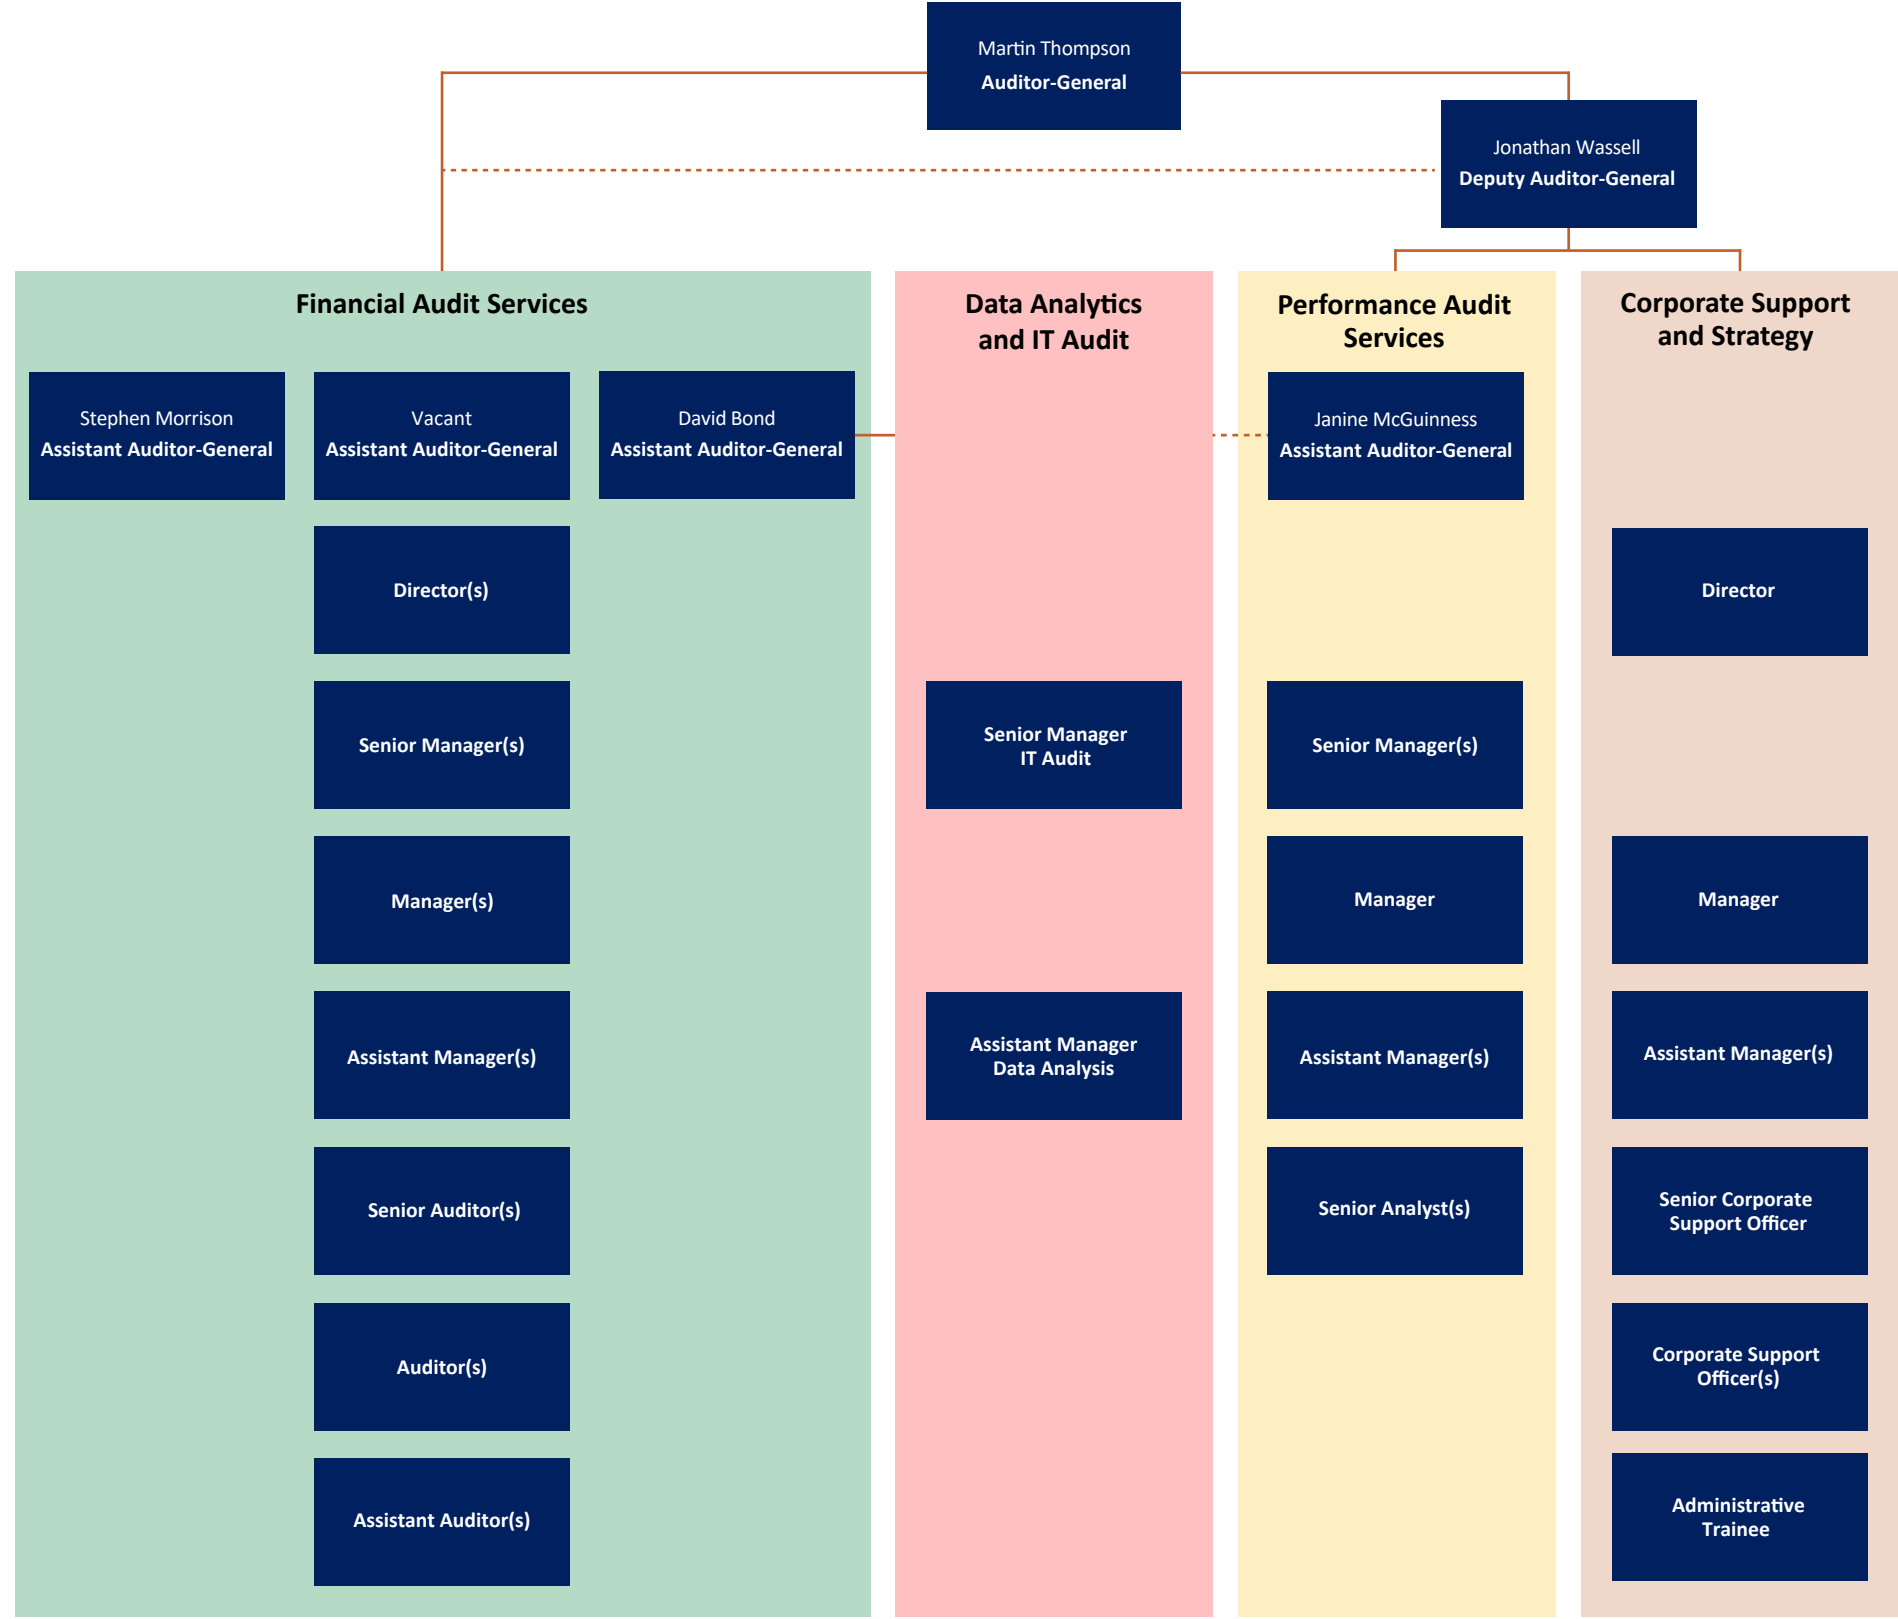 Martin Thompson
Auditor-General
Jonathan Wassell
Deputy Auditor-General
Financial Audit Services
Stephen Morrison
Assistant Auditor-General
Vacant
Assistant Auditor-General
David Bond
Assistant Auditor-General
Director(s)
Senior Manager(s)
Manager(s)
Assistant Manager(s)
Senior Auditor(s)
Auditor(s)
Assistant Auditor(s)
Data Analytics
and IT Audit
Senior Manager
IT Audit
Assistant Manager
Data Analysis
Performance Audit
Services
Janine McGuinness
Assistant Auditor-General
Senior Manager(s)
Manager
Assistant Manager(s)
Senior Analyst(s)
Corporate Support
and Strategy
Director
Manager
Assistant Manager(s)
Senior Corporate
Support Officer
Corporate Support
Officer(s)
Administrative
Trainee